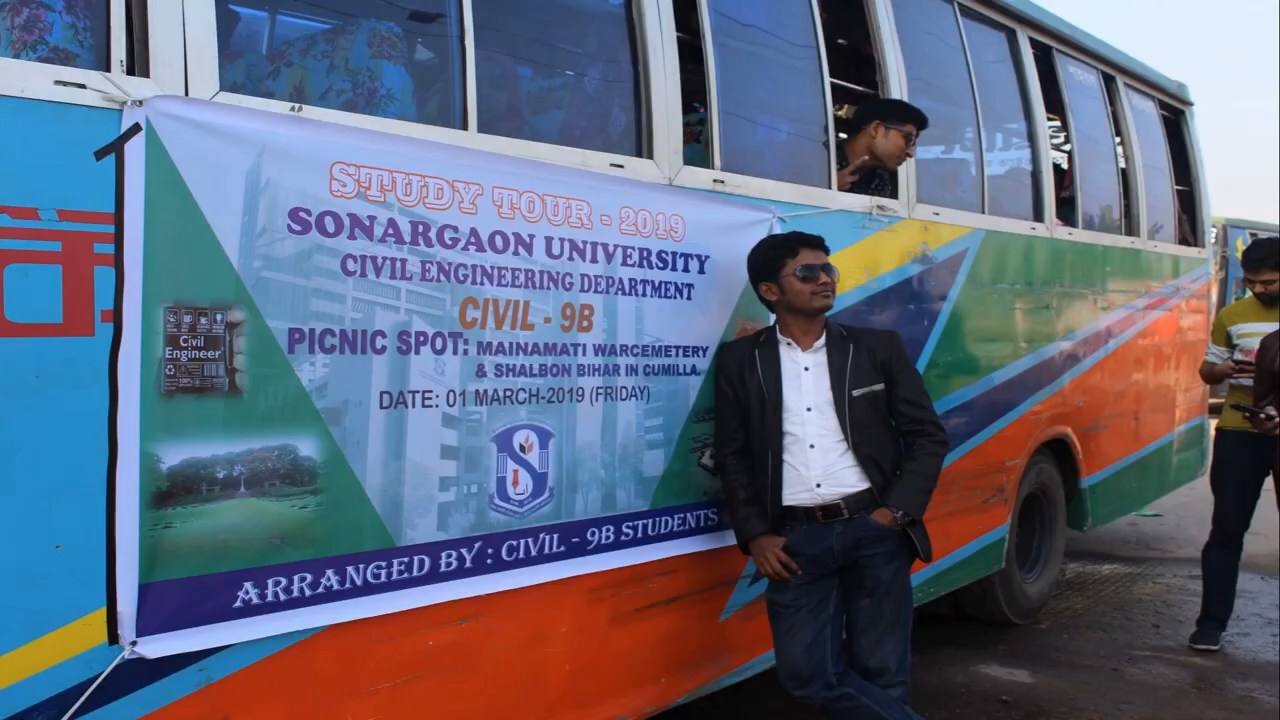 STUDY TOUR - 2019
SONARGAON UNIVERSITY
CIVIL ENGINEERING DEPARTMENT
CIVIL - 9B
PICNIC SPOT: MAINAMATI WARCEMETERY
& SHALBON BIHAR IN CUMILLA.
DATE: 01 MARCH-2019 (FRIDAY)
Civil
Engineer
100%
S
ARRANGED BY : CIVIL - 9B STUDENTS